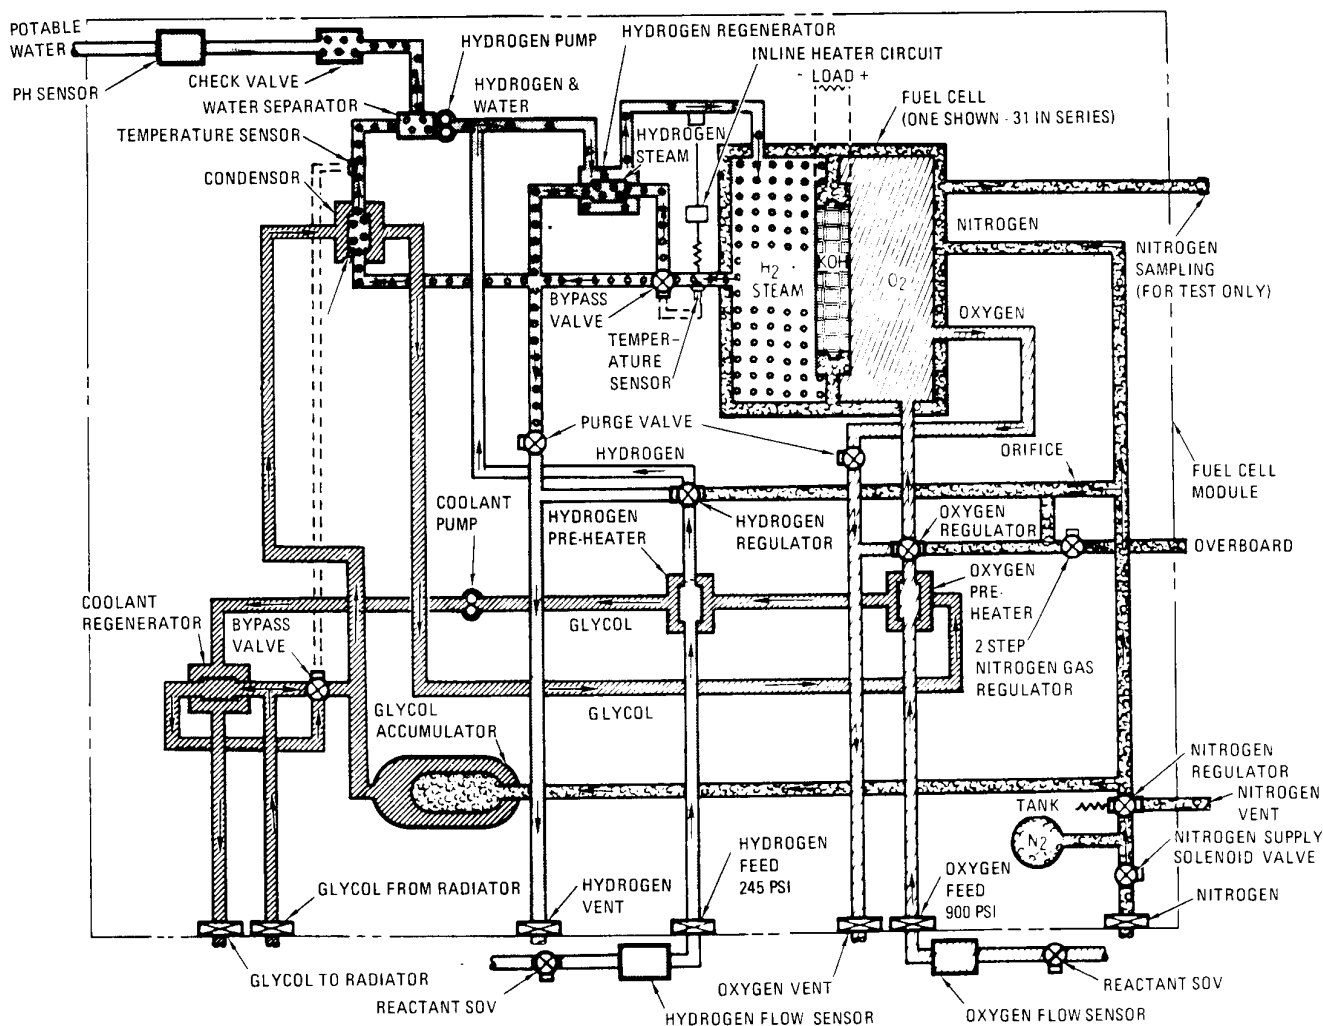 POTABLE
WATER
PH SENSOR
CHECK VALVE
WATER SEPARATOR
TEMPERATURE SENSOR
CONDENSOR
HYDROGEN PUMP
HYDROGEN &
WATER
HYDROGEN REGENERATOR
HYDROGEN
STEAM
INLINE HEATER CIRCUIT
- LOAD +
FUEL CELL
(ONE SHOWN - 31 IN SERIES)
NITROGEN
NITROGEN
SAMPLING
(FOR TEST ONLY)
H2
STEAM
KOH
O2
BYPASS
VALVE
TEMPER-
ATURE
SENSOR
OXYGEN
PURGE VALVE
HYDROGEN
ORIFICE
FUEL CELL
MODULE
COOLANT
PUMP
HYDROGEN
PRE-HEATER
HYDROGEN
REGULATOR
OXYGEN
REGULATOR
OVERBOARD
OXYGEN
PRE-
HEATER
COOLANT
REGENERATOR
BYPASS
VALVE
GLYCOL
2 STEP
NITROGEN GAS
REGULATOR
GLYCOL
ACCUMULATOR
GLYCOL
NITROGEN
REGULATOR
NITROGEN
VENT
TANK
N2
NITROGEN SUPPLY
SOLENOID VALVE
GLYCOL FROM RADIATOR
HYDROGEN
VENT
HYDROGEN
FEED
245 PSI
OXYGEN
FEED
900 PSI
NITROGEN
GLYCOL TO RADIATOR
REACTANT SOV
HYDROGEN FLOW SENSOR
OXYGEN VENT
OXYGEN FLOW SENSOR
REACTANT SOV